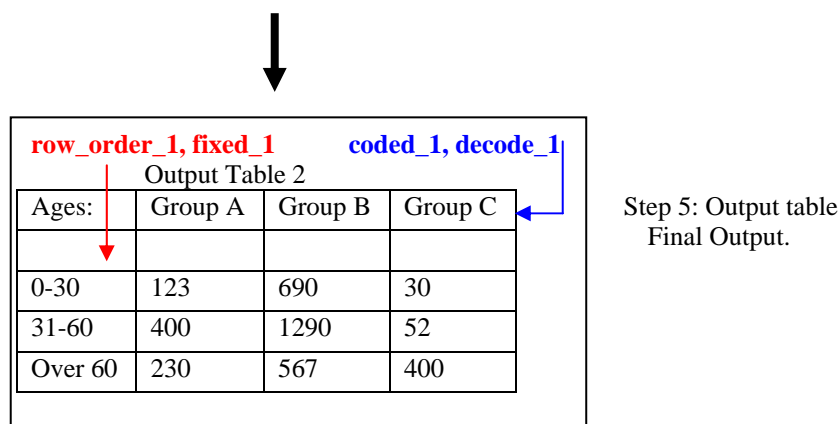 row_order_1, fixed_1 coded_1, decode_1
Output Table 2
Ages: Group A Group B Group C
0-30 123 690 30
31-60 400 1290 52
Over 60 230 567 400
Step 5: Output table
Final Output.